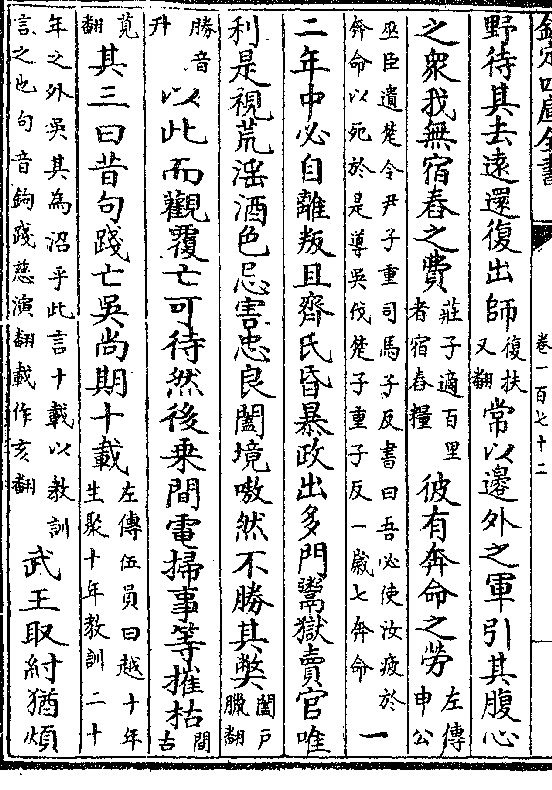 欽定四庫全書
卷一百七十二
野待其去遠還復出師復扶又翻常以邊外之軍引其腹心
之衆我無宿舂之費莊子適百里者宿舂糧彼有奔命之勞左傳申公
巫臣遺楚令尹子重司馬子反書曰吾必使汝疲於奔命以死於是導吳伐楚子重子反一歲七奔命一
二年中必自離叛且齊氏昏暴政出多門鬻獄賣官唯
利是視荒淫酒色忌害忠良闔境嗷然不勝其弊闔戶臘翻
勝音升以此而觀覆亡可待然後乘間電掃事等摧枯間古
莧翻其三曰昔句踐亡吳尚期十載左傳伍員曰越十年生聚十年教訓二十
年之外吳其為沼乎此言十載以教訓言之也句音鉤踐慈演翻載作亥翻武王取紂猶煩